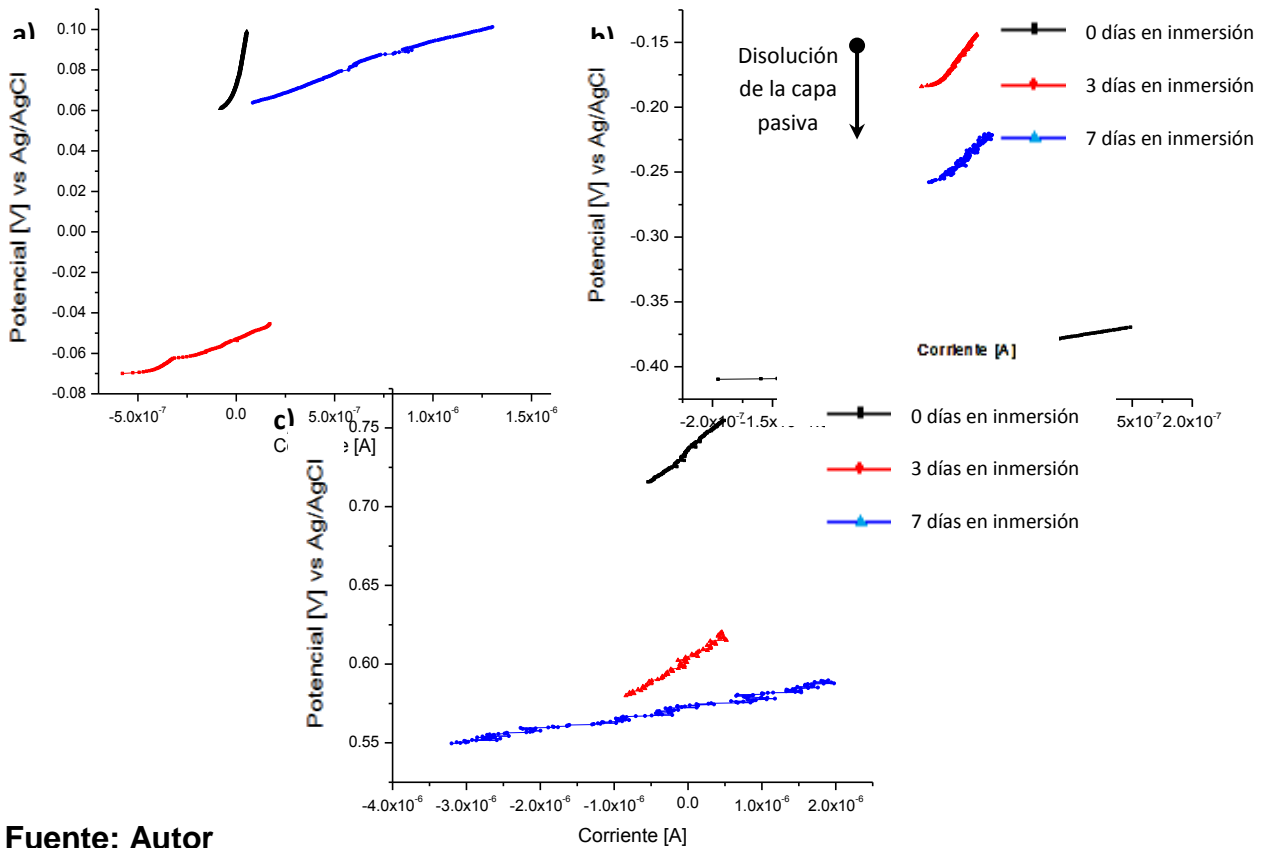 a)
Potencial [V] vs Ag/AgCl
0.10
0.08
0.06
0.04
0.02
0.00
-0.02
-0.04
-0.06
-0.08
-5.0x10⁻⁷ 0.0 5.0x10⁻⁷ 1.0x10⁻⁶ 1.5x10⁻⁶
e [A]
b)
Potencial [V] vs Ag/AgCl
-0.15
-0.20
-0.25
-0.30
-0.35
-0.40
Disolución
de la capa
pasiva
0 días en inmersión
3 días en inmersión
7 días en inmersión
Corriente [A]
-2.0x10⁻⁷ 5x10⁻⁷ 2.0x10⁻⁷
c)
Potencial [V] vs Ag/AgCl
0.75
0.70
0.65
0.60
0.55
-4.0x10⁻⁶ -3.0x10⁻⁶ -2.0x10⁻⁶ -1.0x10⁻⁶ 0.0 1.0x10⁻⁶ 2.0x10⁻⁶
Corriente [A]
0 días en inmersión
3 días en inmersión
7 días en inmersión
Fuente: Autor